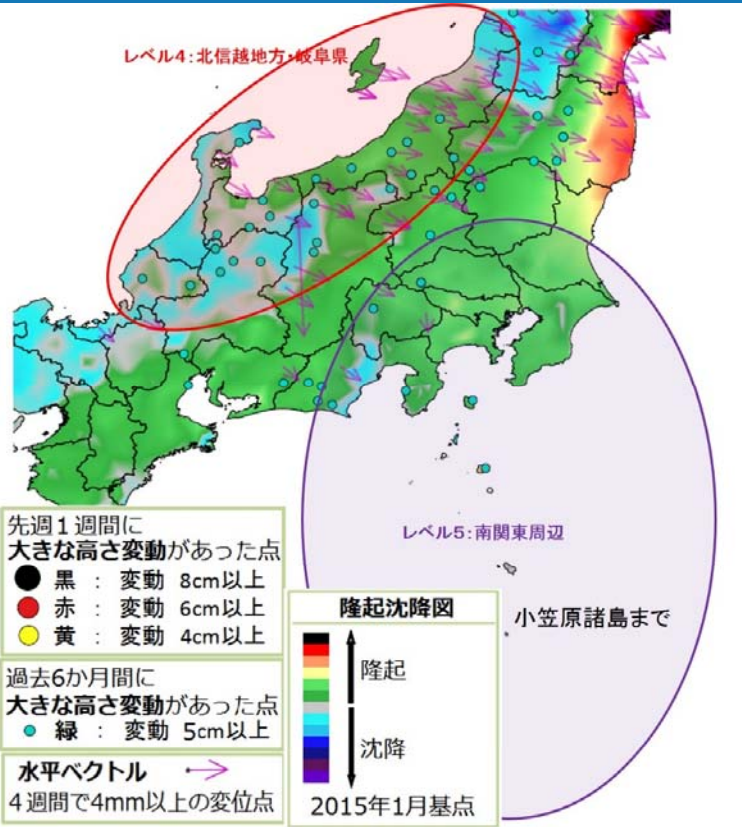 レベル4:北信越地方・岐阜県
レベル5:南関東周辺
小笠原諸島まで
先週1週間に
大きな高さ変動があった点
黒 : 変動 8cm以上
赤 : 変動 6cm以上
黄 : 変動 4cm以上
過去6か月間に
大きな高さ変動があった点
緑 : 変動 5cm以上
水平ベクトル
4週間で4mm以上の変位点
隆起沈降図
隆起
沈降
2015年1月基点